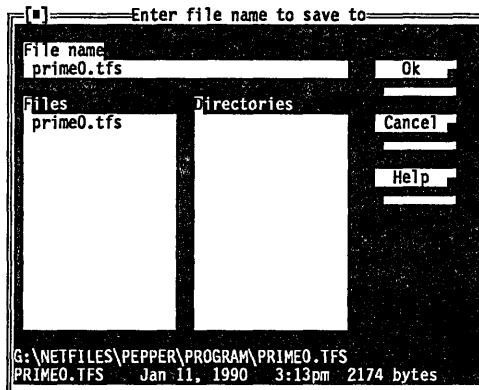 [■] Enter file name to save to
File name
prime0.tfs
Ok
Files
Directories
prime0.tfs
Cancel
Help
G:\NETFILES\PEPPER\PROGRAM\PRIME0.TFS
PRIME0.TFS Jan 11, 1990 3:13pm 2174 bytes